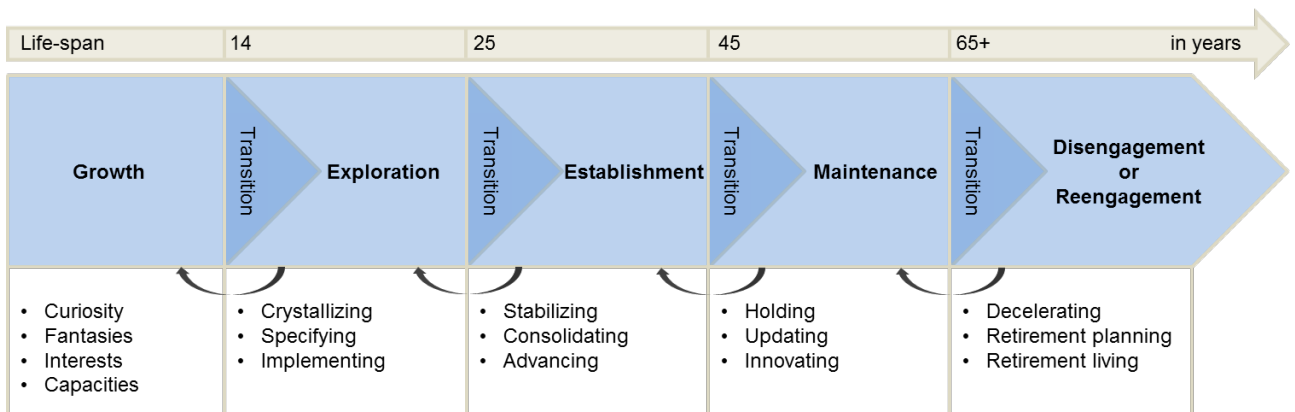 Life-span 14 25 45 65+ in years
Growth
Transition
Exploration
Transition
Establishment
Transition
Maintenance
Transition
Disengagement
or
Reengagement
• Curiosity
• Fantasies
• Interests
• Capacities
• Crystallizing
• Specifying
• Implementing
• Stabilizing
• Consolidating
• Advancing
• Holding
• Updating
• Innovating
• Decelerating
• Retirement planning
• Retirement living